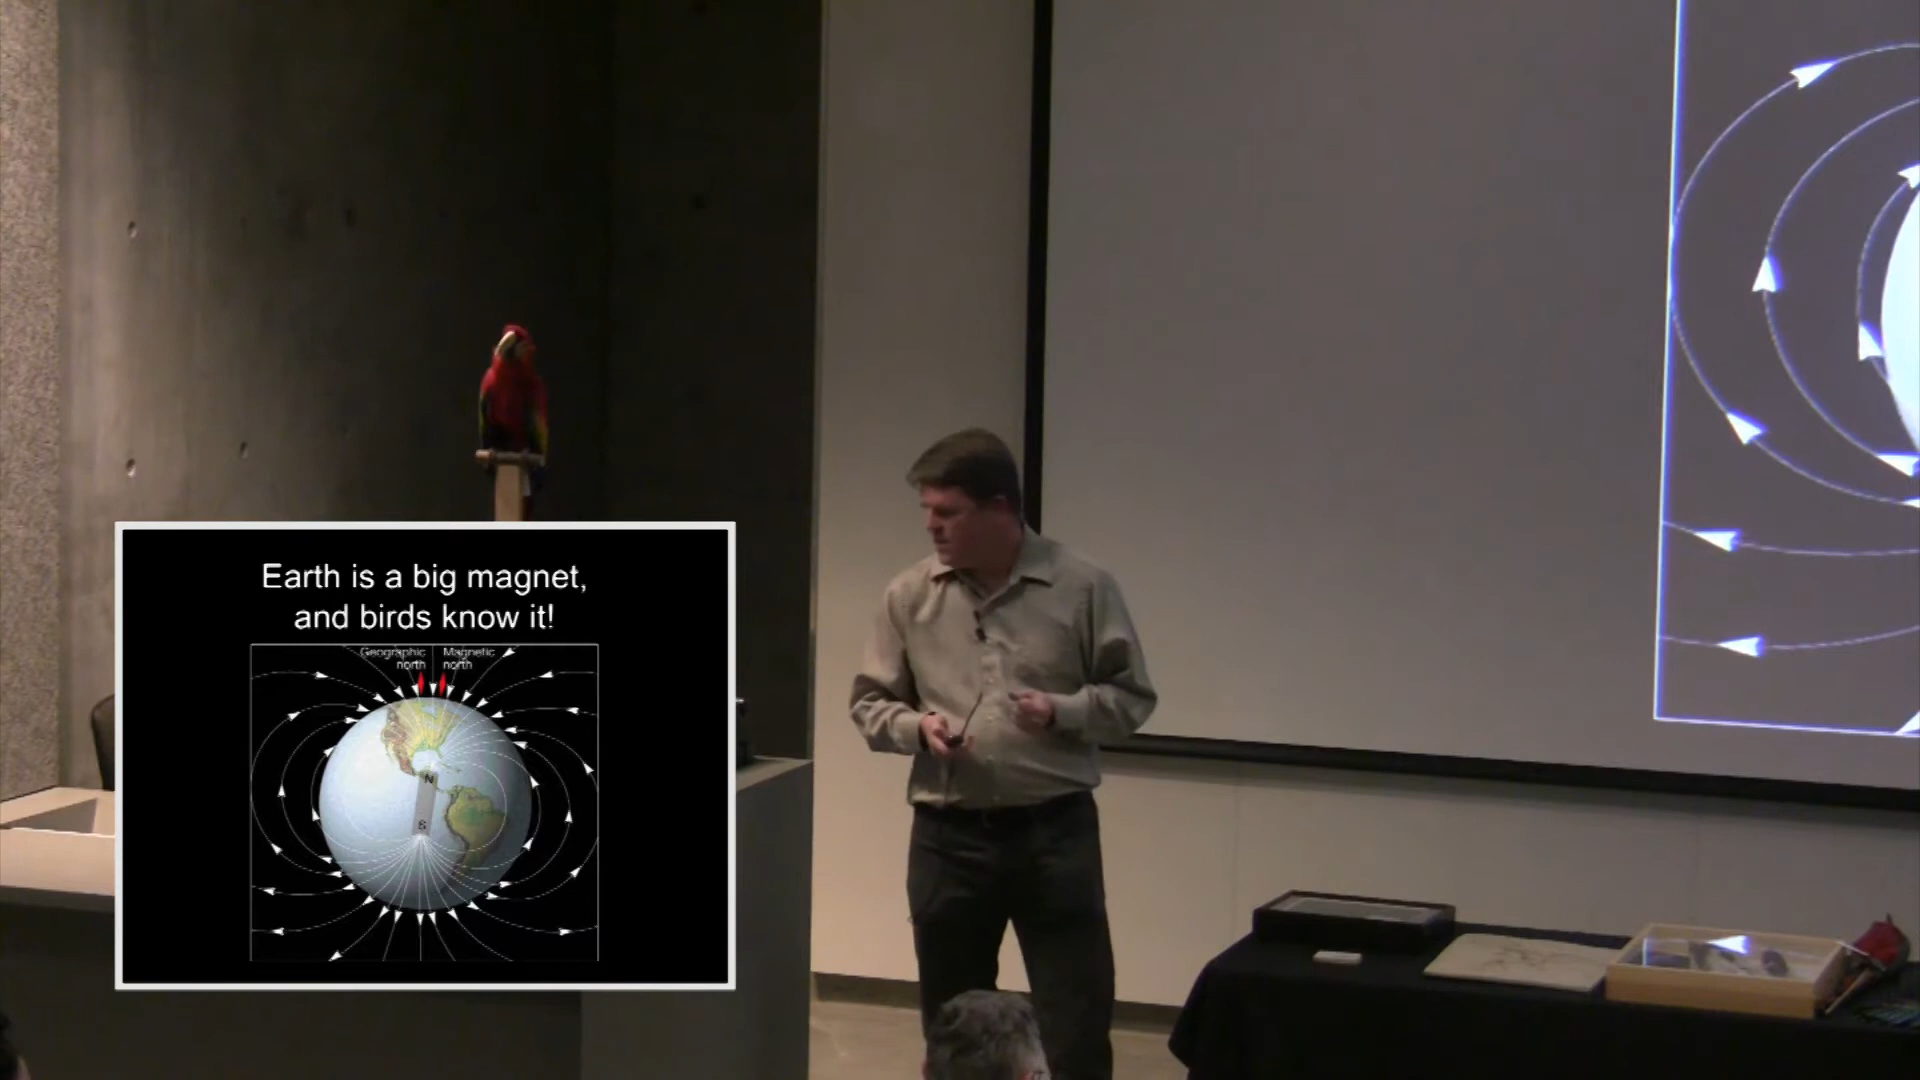 Earth is a big magnet,
and birds know it!
Geographic north
Magnetic north
N
S